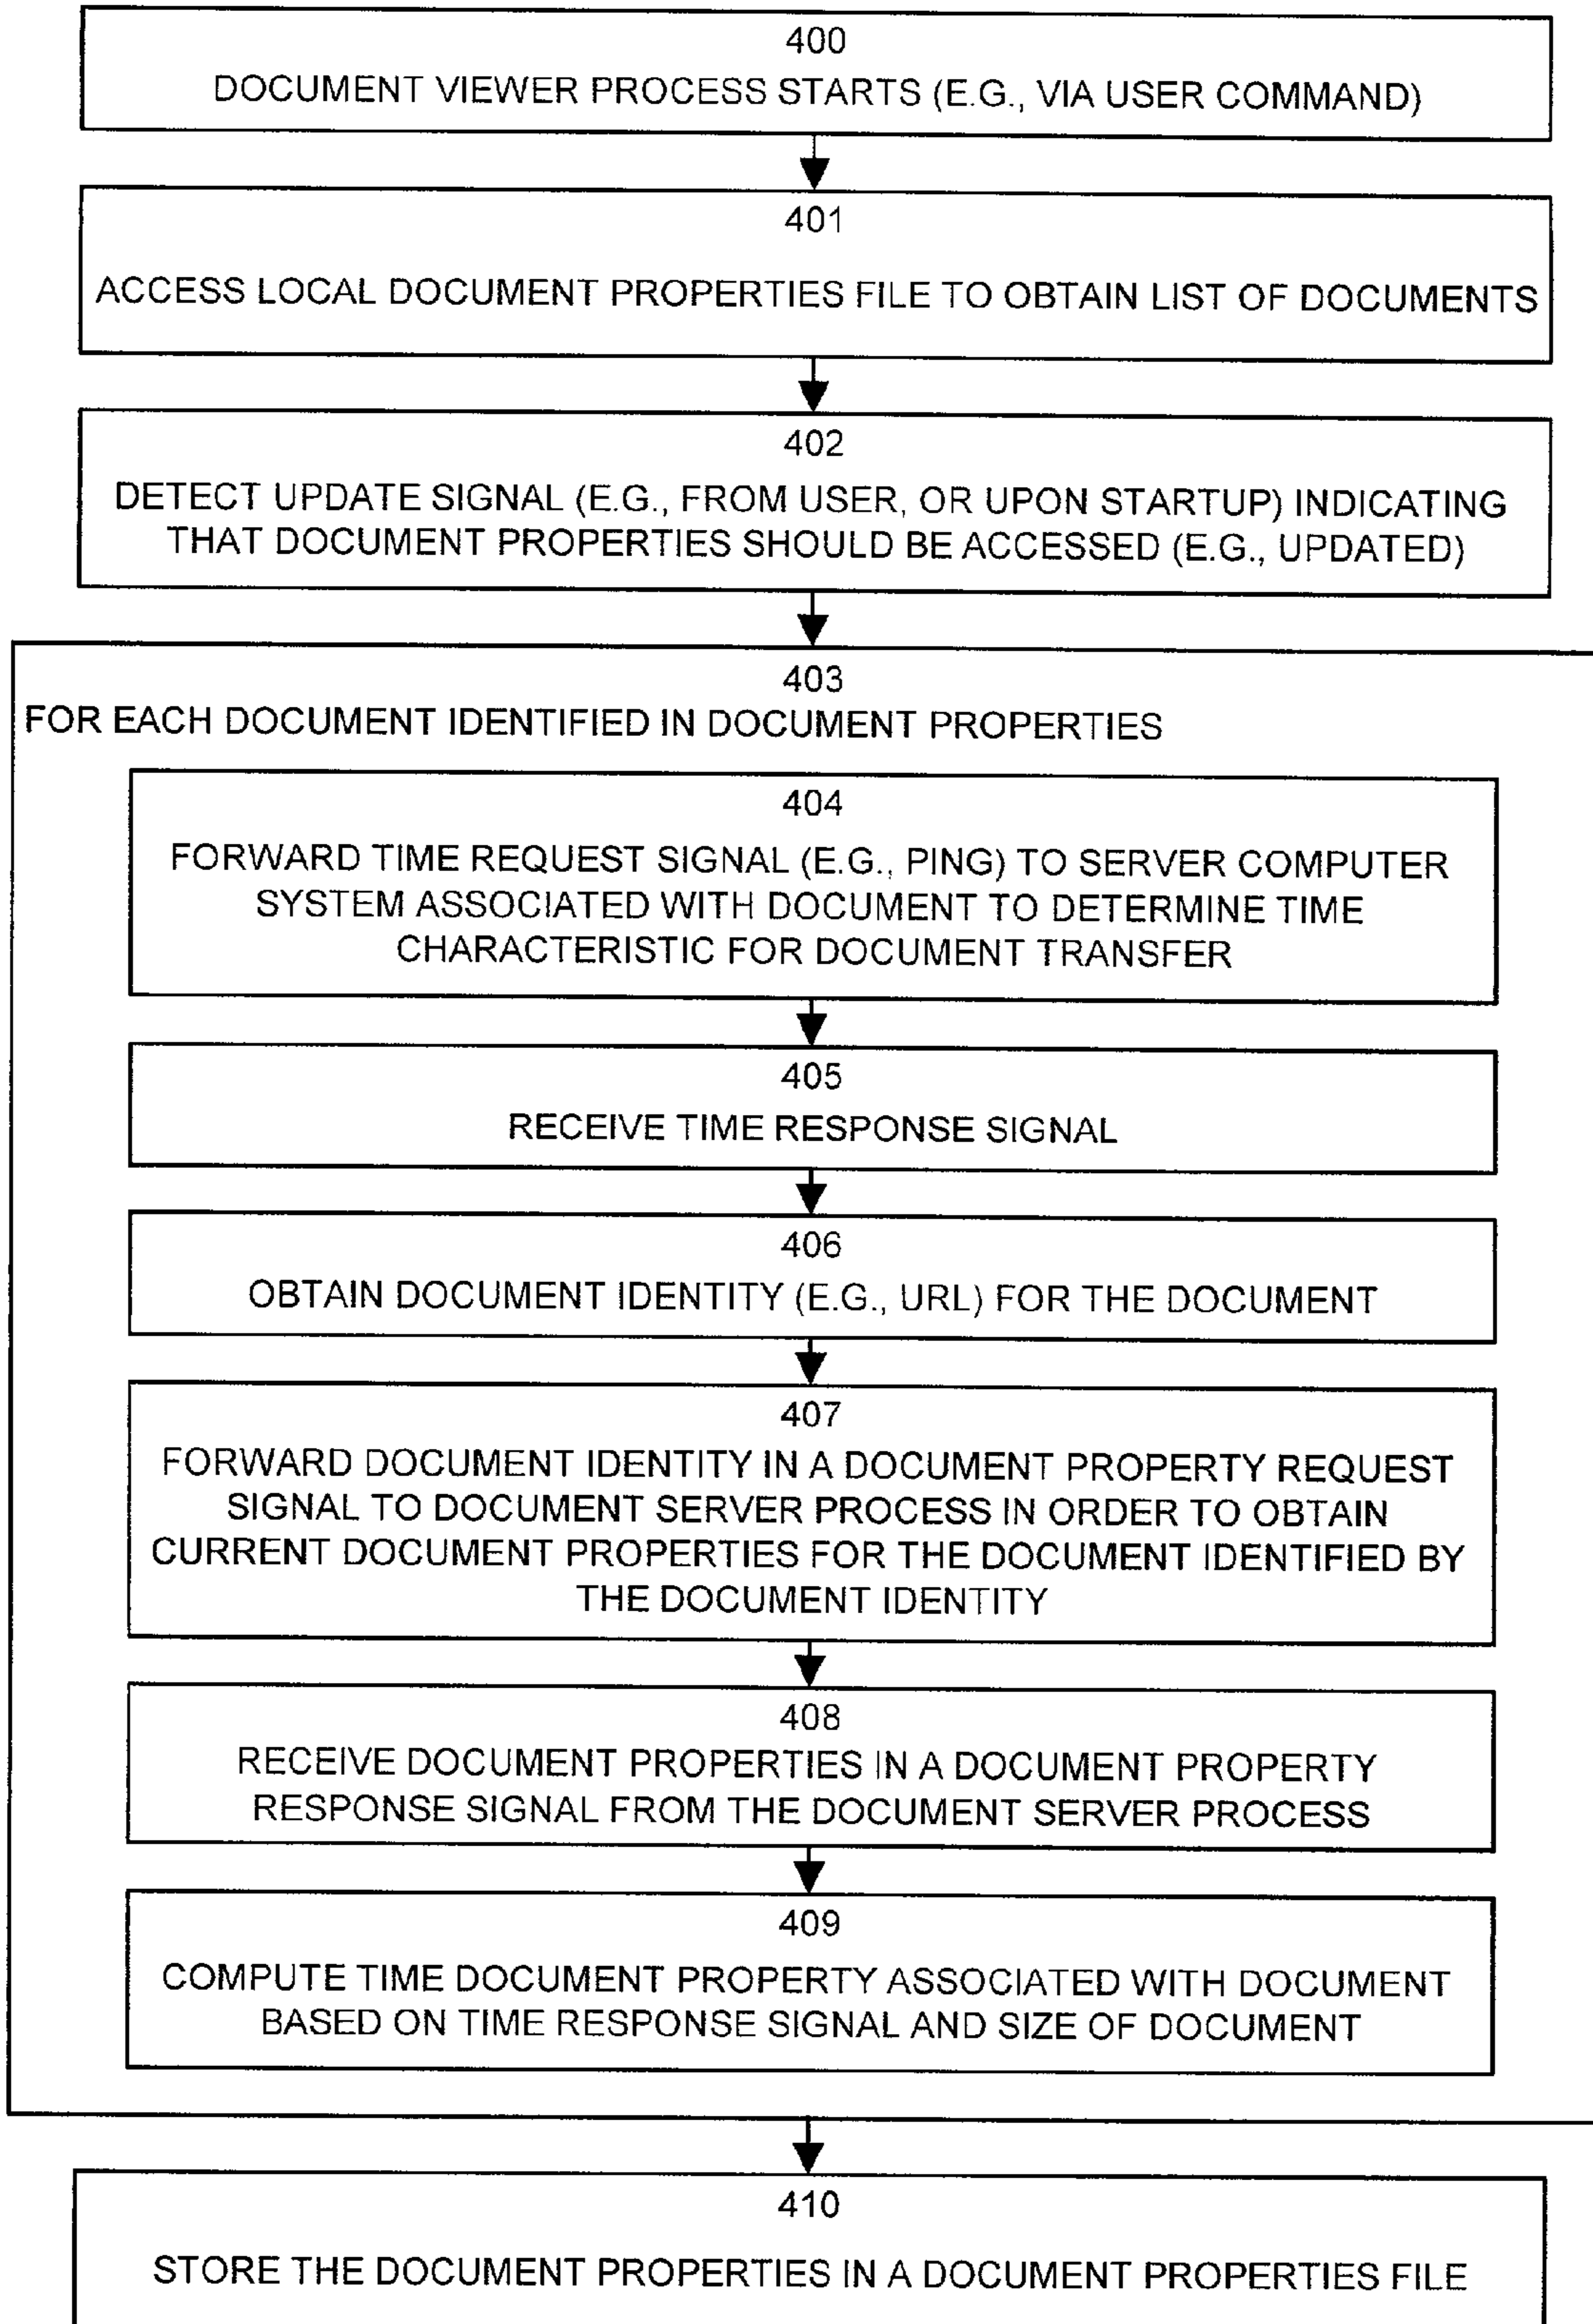 400
DOCUMENT VIEWER PROCESS STARTS (E.G., VIA USER COMMAND)
401
ACCESS LOCAL DOCUMENT PROPERTIES FILE TO OBTAIN LIST OF DOCUMENTS
402
DETECT UPDATE SIGNAL (E.G., FROM USER, OR UPON STARTUP) INDICATING
THAT DOCUMENT PROPERTIES SHOULD BE ACCESSED (E.G., UPDATED)
403
FOR EACH DOCUMENT IDENTIFIED IN DOCUMENT PROPERTIES
404
FORWARD TIME REQUEST SIGNAL (E.G., PING) TO SERVER COMPUTER
SYSTEM ASSOCIATED WITH DOCUMENT TO DETERMINE TIME
CHARACTERISTIC FOR DOCUMENT TRANSFER
405
RECEIVE TIME RESPONSE SIGNAL
406
OBTAIN DOCUMENT IDENTITY (E.G., URL) FOR THE DOCUMENT
407
FORWARD DOCUMENT IDENTITY IN A DOCUMENT PROPERTY REQUEST
SIGNAL TO DOCUMENT SERVER PROCESS IN ORDER TO OBTAIN
CURRENT DOCUMENT PROPERTIES FOR THE DOCUMENT IDENTIFIED BY
THE DOCUMENT IDENTITY
408
RECEIVE DOCUMENT PROPERTIES IN A DOCUMENT PROPERTY
RESPONSE SIGNAL FROM THE DOCUMENT SERVER PROCESS
409
COMPUTE TIME DOCUMENT PROPERTY ASSOCIATED WITH DOCUMENT
BASED ON TIME RESPONSE SIGNAL AND SIZE OF DOCUMENT
410
STORE THE DOCUMENT PROPERTIES IN A DOCUMENT PROPERTIES FILE